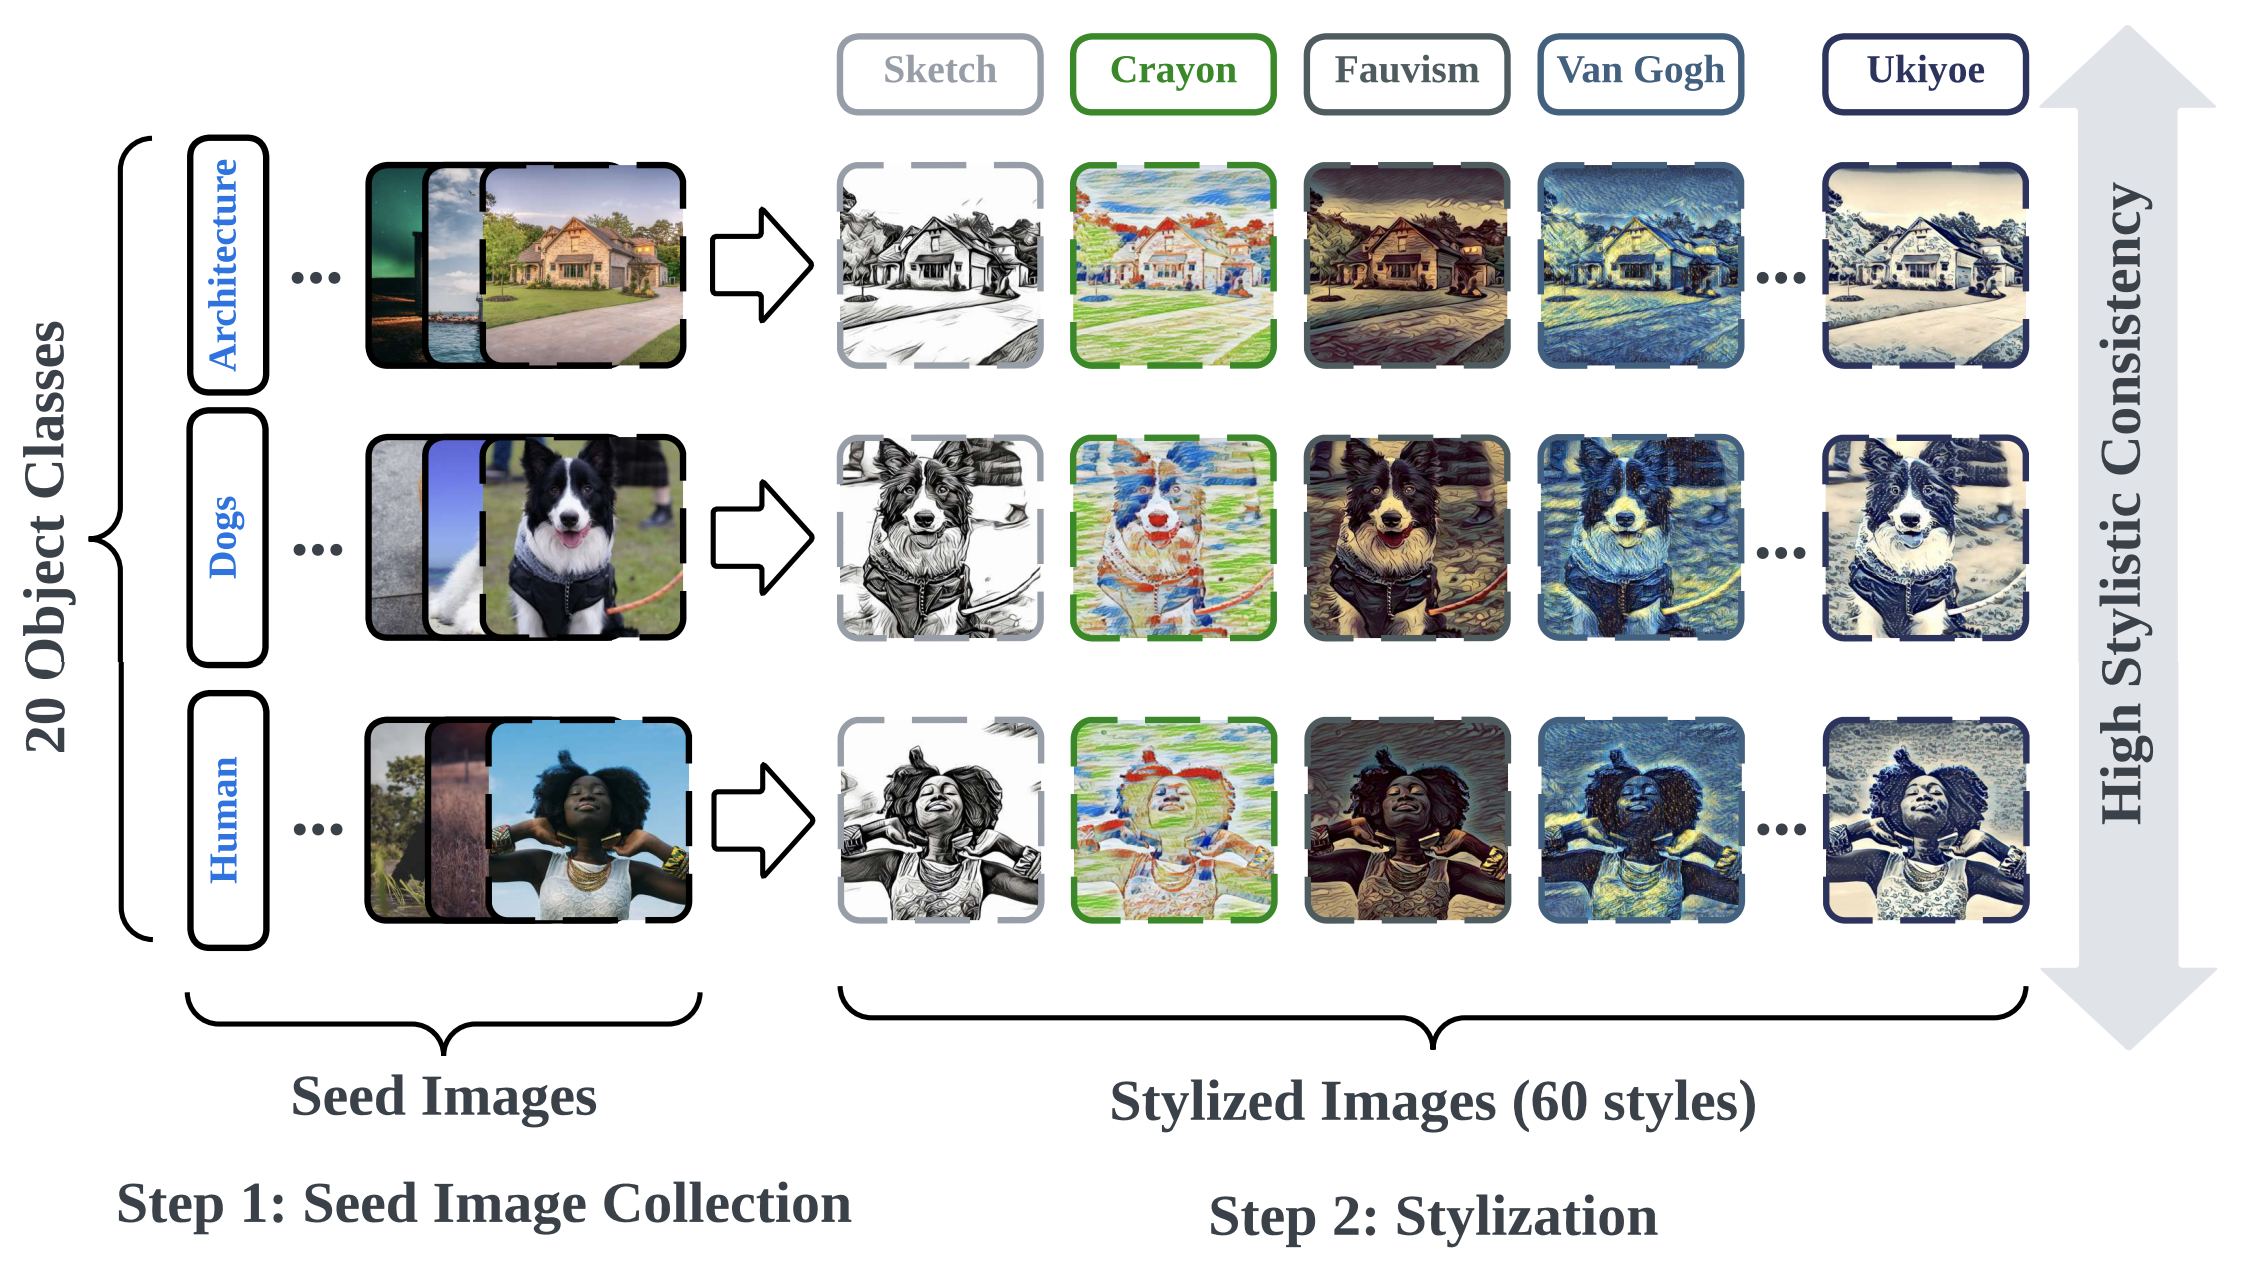 Sketch
Crayon
Fauvism
Van Gogh
Ukiyoe
20 Object Classes
Architecture
Dogs
Human
High Stylistic Consistency
Seed Images
Stylized Images (60 styles)
Step 1: Seed Image Collection
Step 2: Stylization